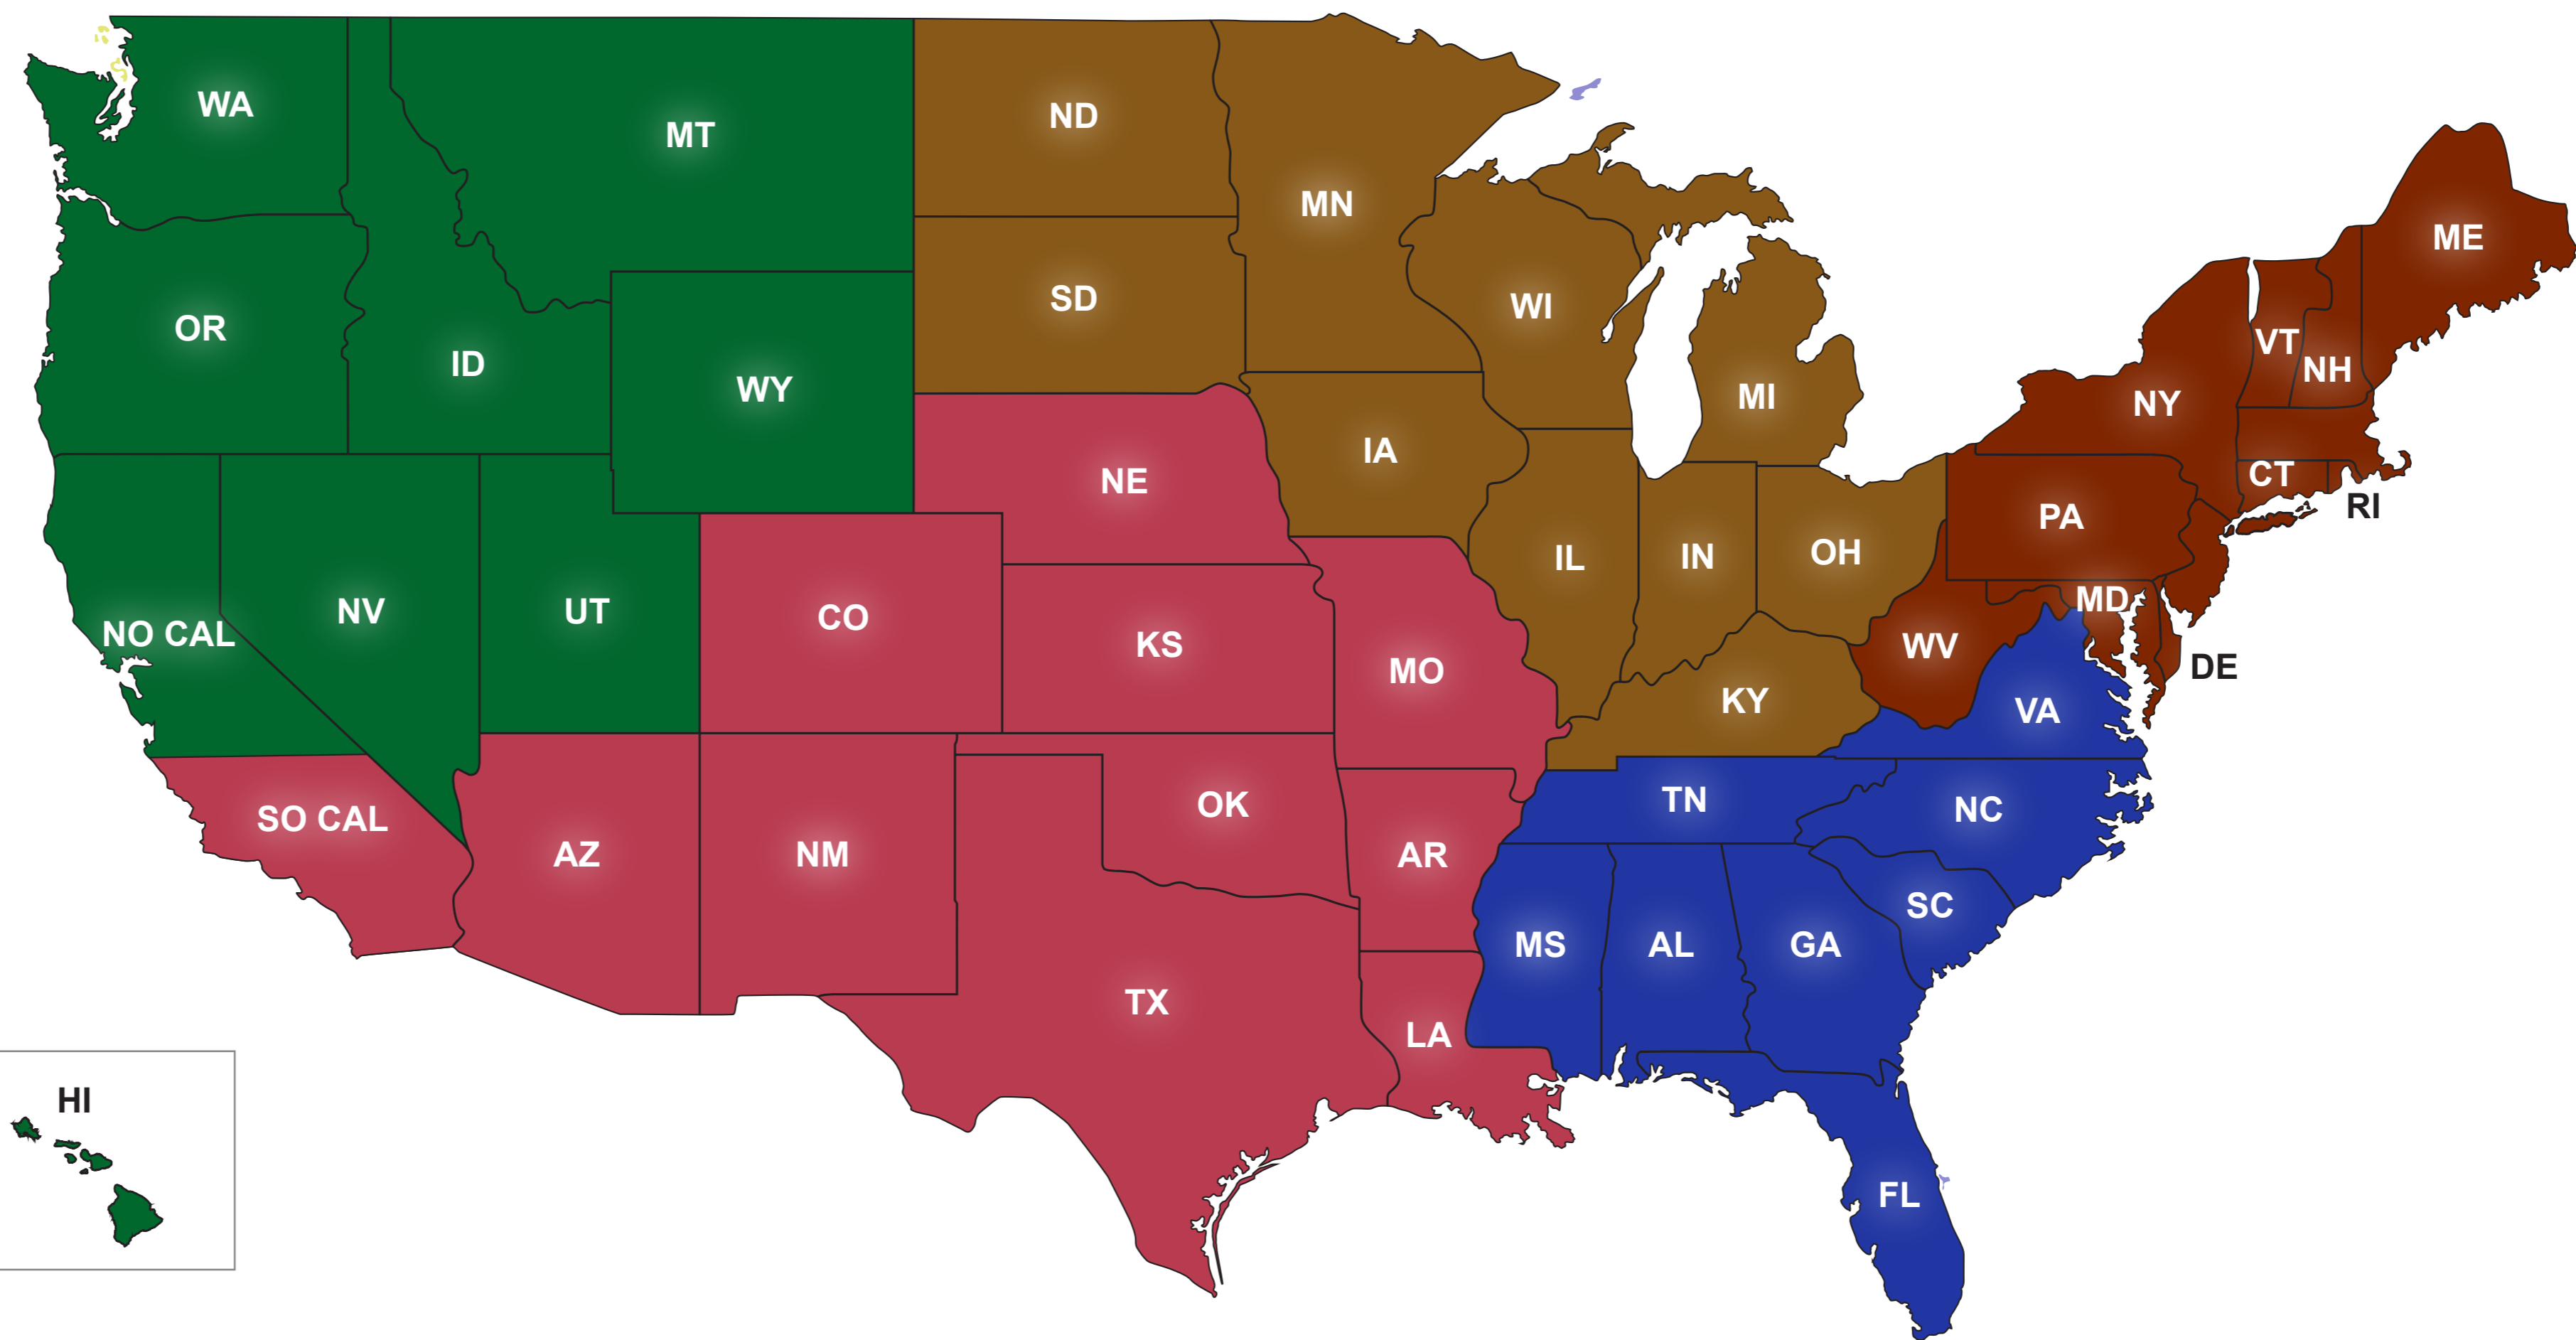 WA
MT
ND
MN
ME
OR
ID
WY
SD
WI
MI
VT
NH
NY
NE
IA
CT
RI
PA
NO CAL
NV
UT
CO
KS
MO
IL
IN
OH
MD
WV
DE
KY
VA
SO CAL
AZ
NM
OK
AR
TN
NC
SC
MS
AL
GA
TX
LA
HI
FL